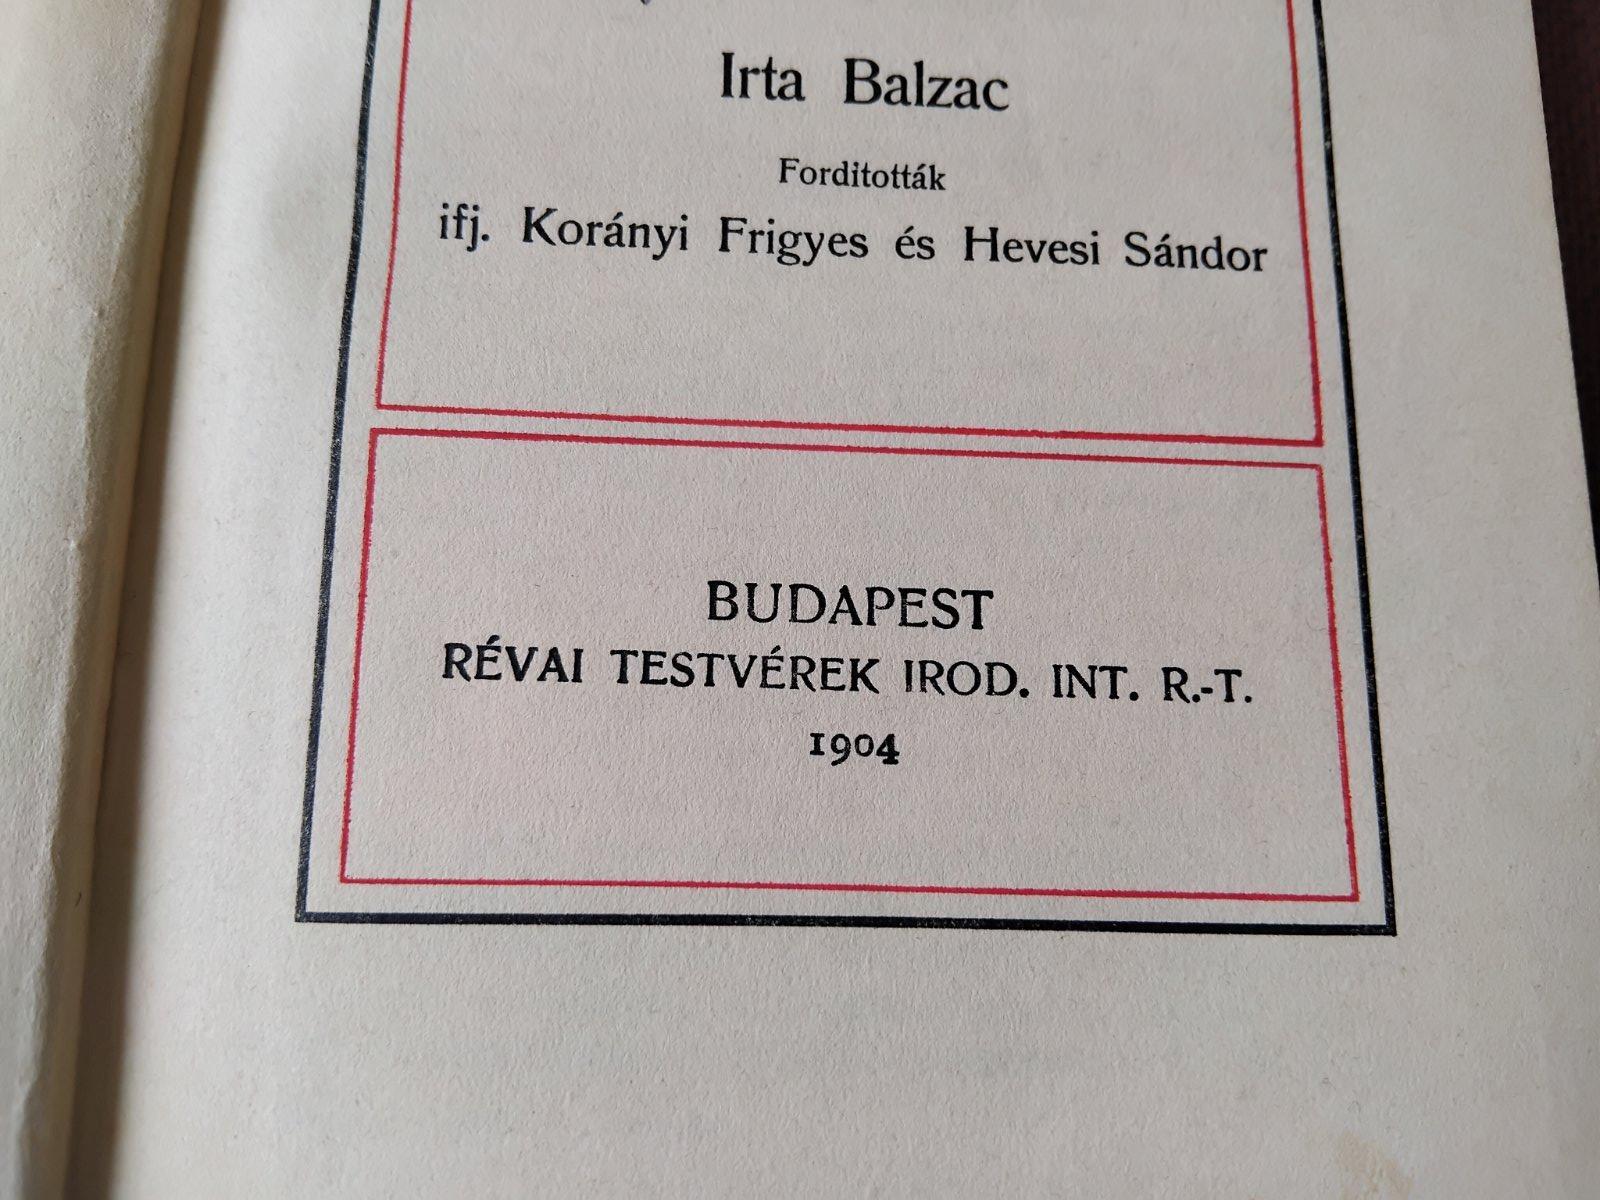 Irta Balzac
Forditották
ifj. Korányi Frigyes és Hevesi Sándor
BUDAPEST
RÉVAI TESTVÉREK IROD. INT. R.-T.
1904